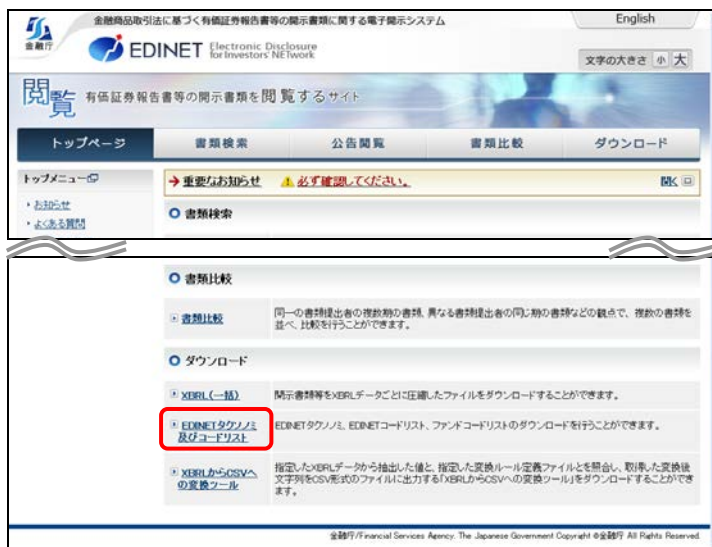 金融商品取引法に基づく有価証券報告書等の開示書類に関する電子開示システム
English
金融庁
EDINET Electronic Disclosure for Investors' NETwork
文字の大きさ 小 大
閲覧 有価証券報告書等の開示書類を閲覧するサイト
トップページ 書類検索 公告閲覧 書類比較 ダウンロード
トップメニュー
重要なお知らせ 必ず確認してください。 開く
お知らせ
よくある質問
書類検索
書類比較
書類比較
同一の書類提出者の複数期の書類、異なる書類提出者の同じ期の書類などの観点で、複数の書類を
並べ、比較を行うことができます。
ダウンロード
XBRL(一括) 開示書類等をXBRLデータごとに圧縮したファイルをダウンロードすることができます。
EDINETタクソノミ
及びコードリスト
EDINETタクソノミ、EDINETコードリスト、ファンドコードリストのダウンロードを行うことができます。
XBRLからCSVへ
の変換ツール
指定したXBRLデータから抽出した値と、指定した変換ルール定義ファイルとを照合し、取得した変換後
文字列をCSV形式のファイルに出力する「XBRLからCSVへの変換ツール」をダウンロードすることができ
ます。
金融庁/Financial Services Agency. The Japanese Government Copyright ©金融庁 All Rights Reserved.